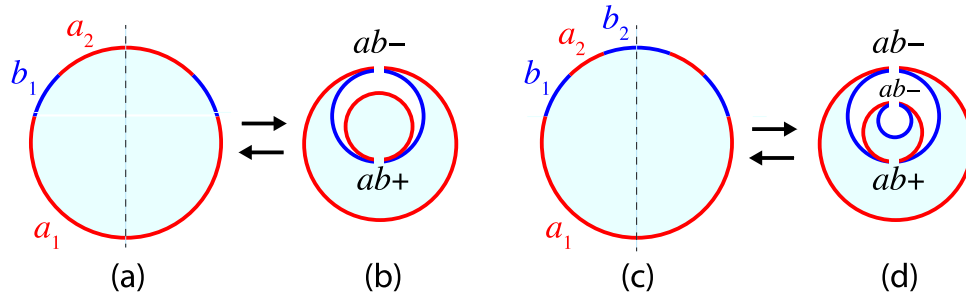 a₂
b₁
a₁
(a)
ab−
ab+
(b)
b₂
a₂
b₁
a₁
(c)
ab−
ab−
ab+
(d)